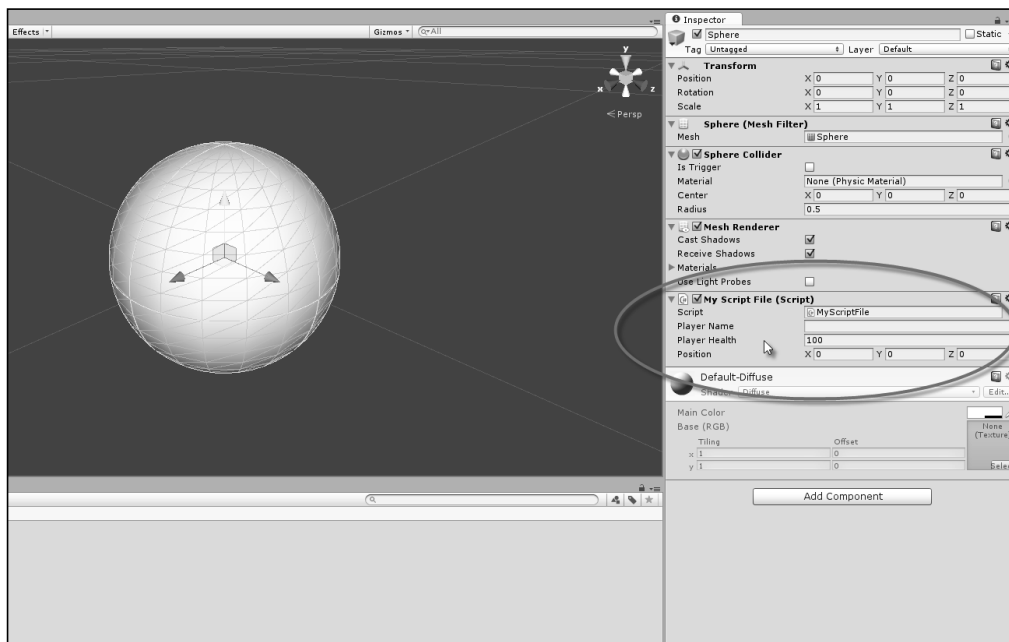 Effects
Gizmos
All
y
x
z
Persp
Inspector
Sphere
Static
Tag Untagged Layer Default
Transform
Position X 0 Y 0 Z 0
Rotation X 0 Y 0 Z 0
Scale X 1 Y 1 Z 1
Sphere (Mesh Filter)
Mesh Sphere
Sphere Collider
Is Trigger
Material None (Physic Material)
Center X 0 Y 0 Z 0
Radius 0.5
Mesh Renderer
Cast Shadows
Receive Shadows
Materials
Use Light Probes
My Script File (Script)
Script MyScriptFile
Player Name
Player Health 100
Position X 0 Y 0 Z 0
Default-Diffuse
Shader Diffuse Edit...
Main Color
Base (RGB) None
(Texture)
Tiling Offset
x 1 0
y 1 0
Selec
Add Component